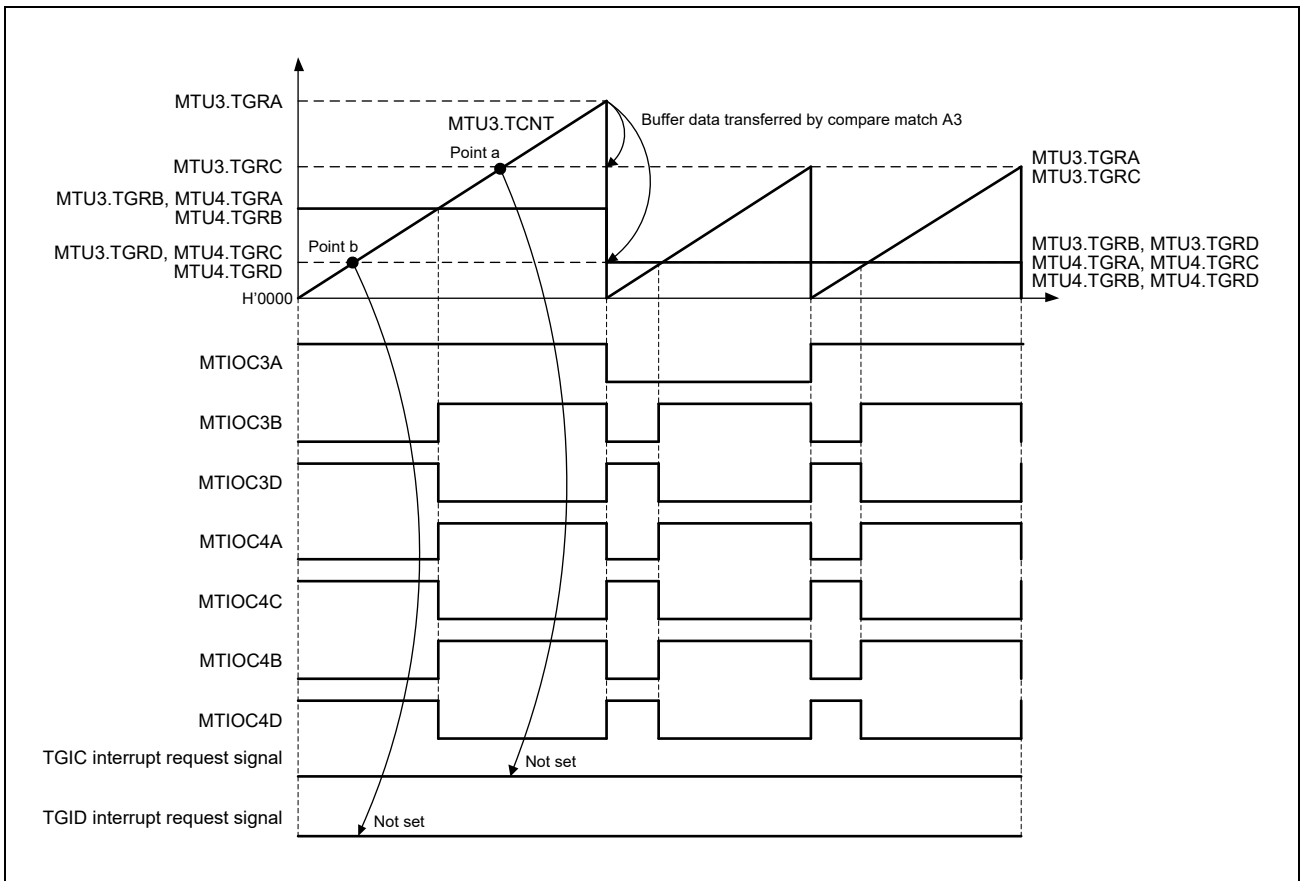 MTU3.TGRA
MTU3.TCNT
Buffer data transferred by compare match A3
Point a
MTU3.TGRC
MTU3.TGRA
MTU3.TGRC
MTU3.TGRB, MTU4.TGRA
MTU4.TGRB
Point b
MTU3.TGRD, MTU4.TGRC
MTU4.TGRD
MTU3.TGRB, MTU3.TGRD
MTU4.TGRA, MTU4.TGRC
MTU4.TGRB, MTU4.TGRD
H'0000
MTIOC3A
MTIOC3B
MTIOC3D
MTIOC4A
MTIOC4C
MTIOC4B
MTIOC4D
TGIC interrupt request signal
Not set
TGID interrupt request signal
Not set